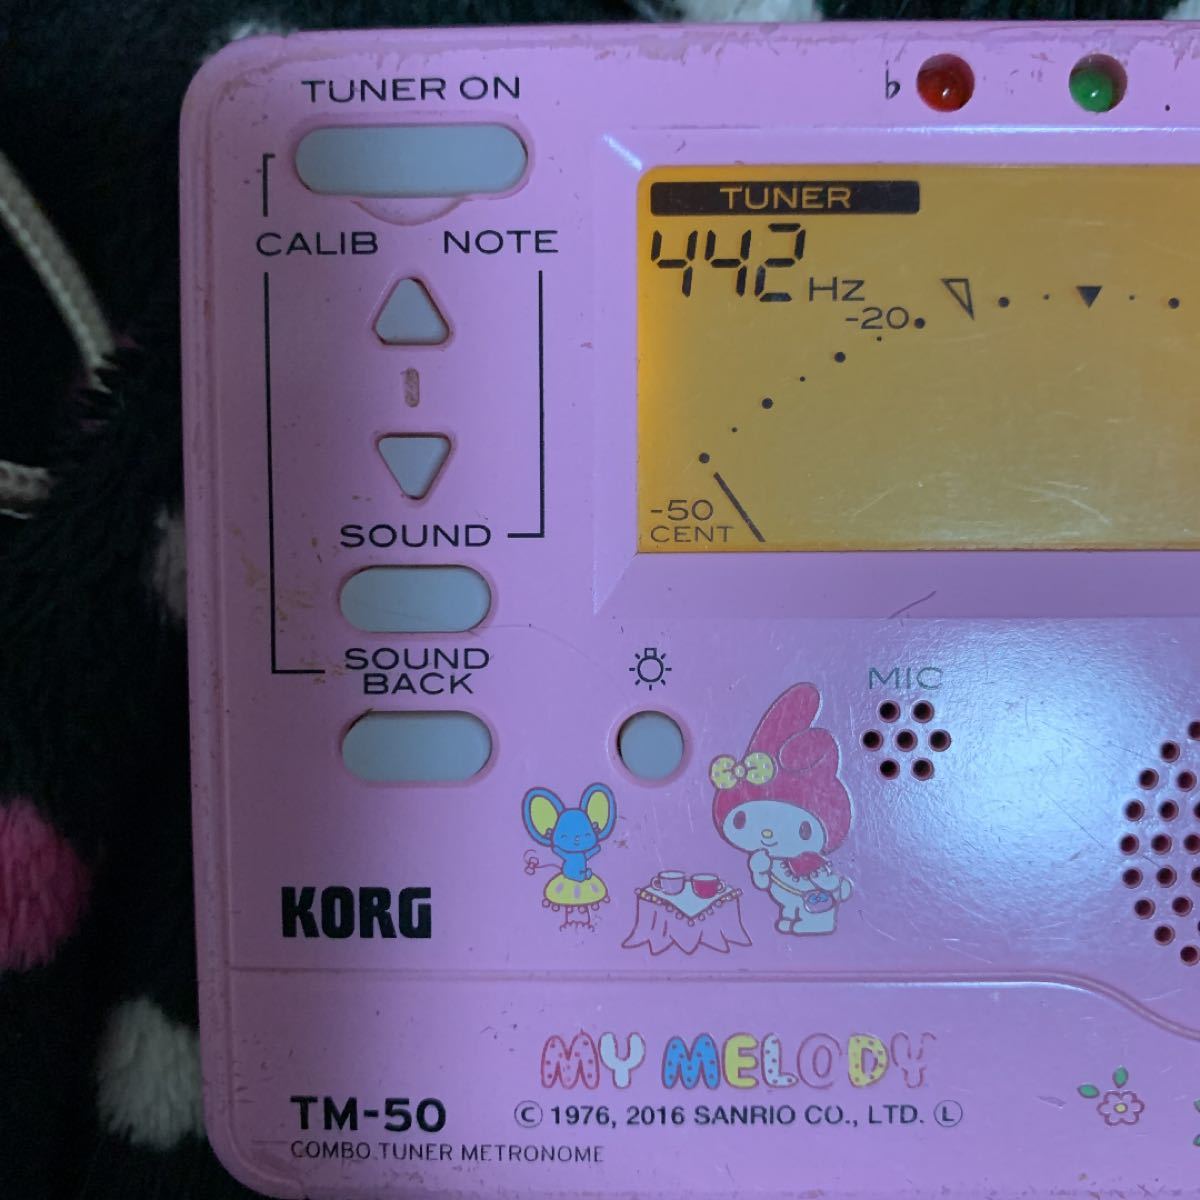 TUNER ON
♭
TUNER
442 Hz
-20
CALIB NOTE
-50
CENT
SOUND
SOUND
BACK
MIC
KORG
MY MELODY
TM-50
© 1976, 2016 SANRIO CO., LTD. Ⓛ
COMBO TUNER METRONOME